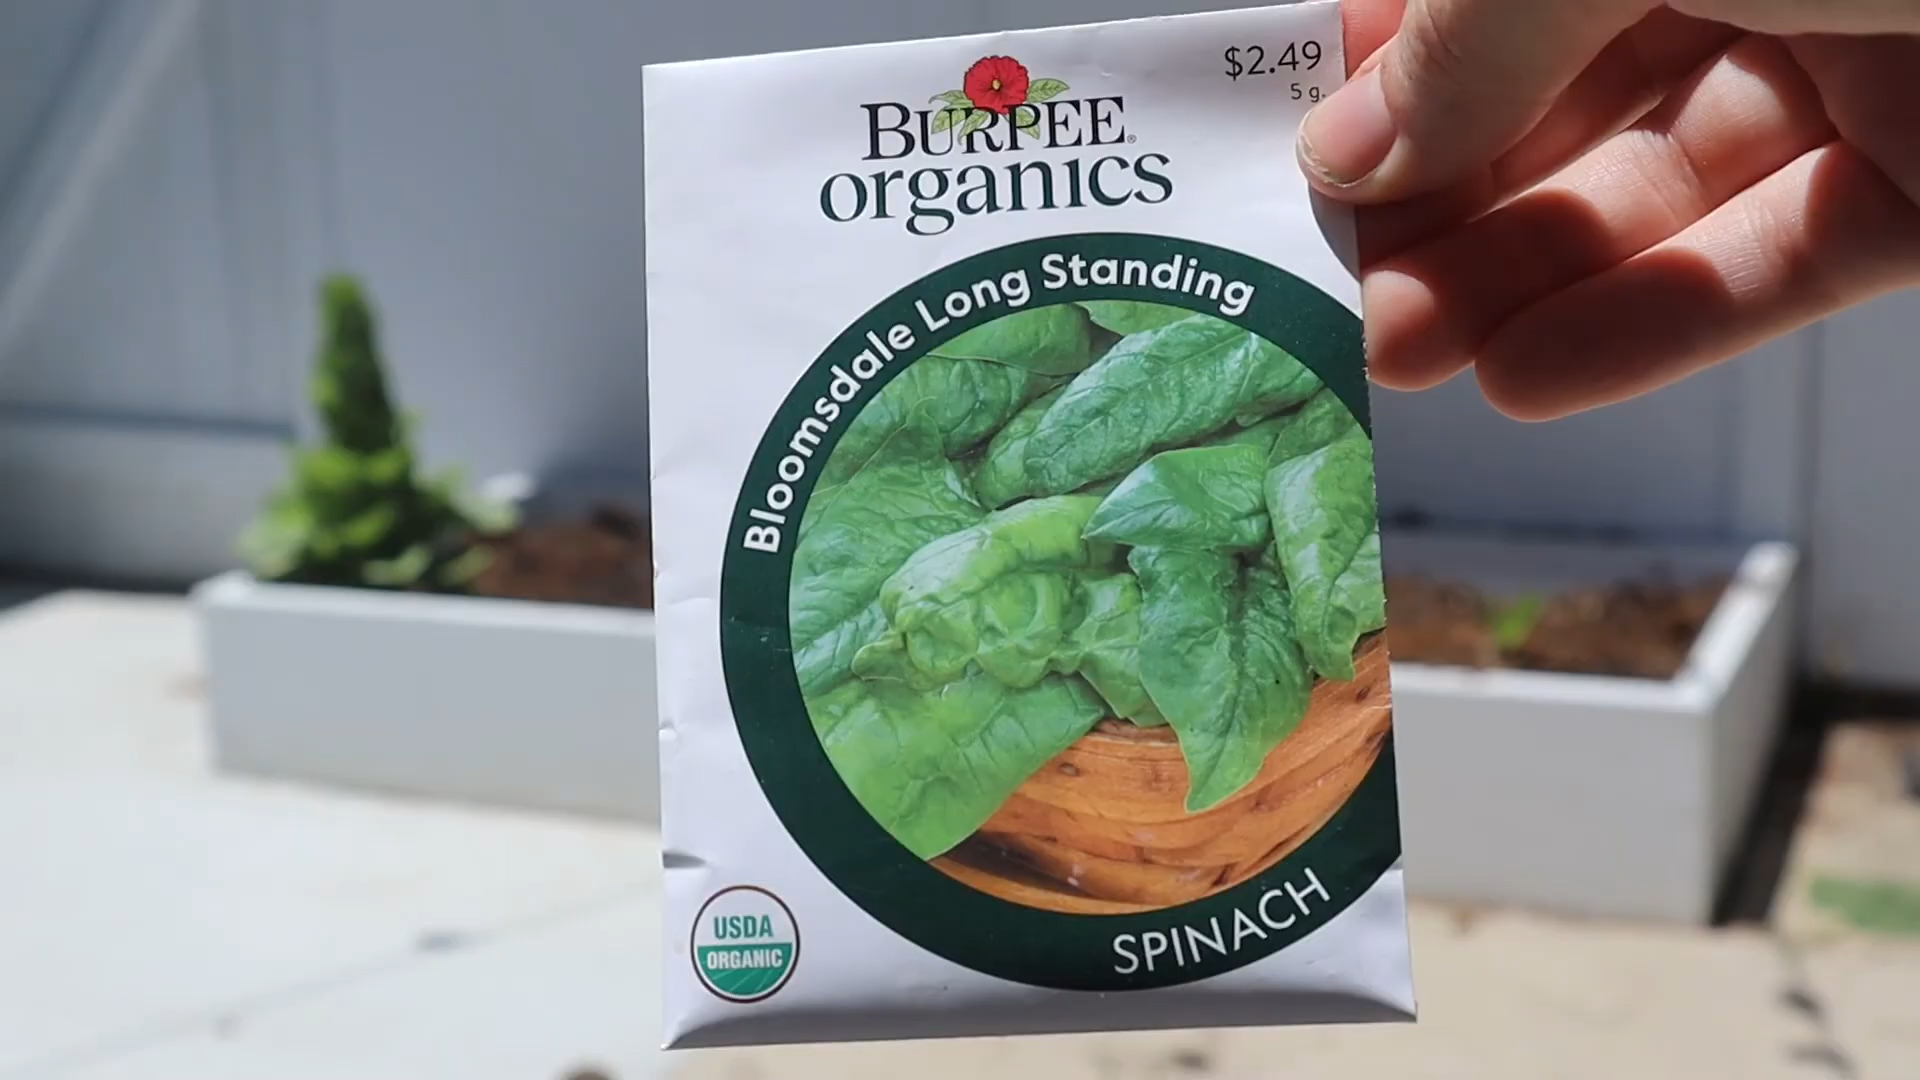 $2.49
5 g.
BURPEE®
organics
Bloomsdale Long Standing
SPINACH
USDA
ORGANIC